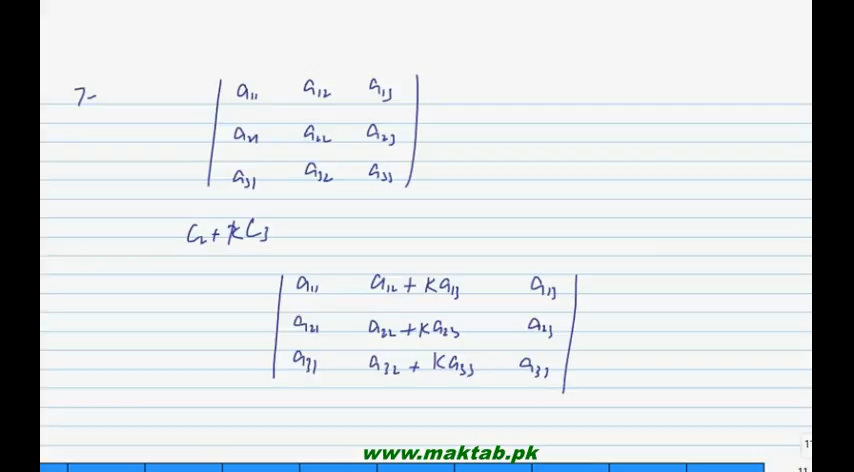 7-
a₁₁ a₁₂ a₁₃
a₂₁ a₂₂ a₂₃
a₃₁ a₃₂ a₃₃
C₂ + KC₃
a₁₁ a₁₂ + Ka₁₃ a₁₃
a₂₁ a₂₂ + Ka₂₃ a₂₃
a₃₁ a₃₂ + Ka₃₃ a₃₃
www.maktab.pk
11